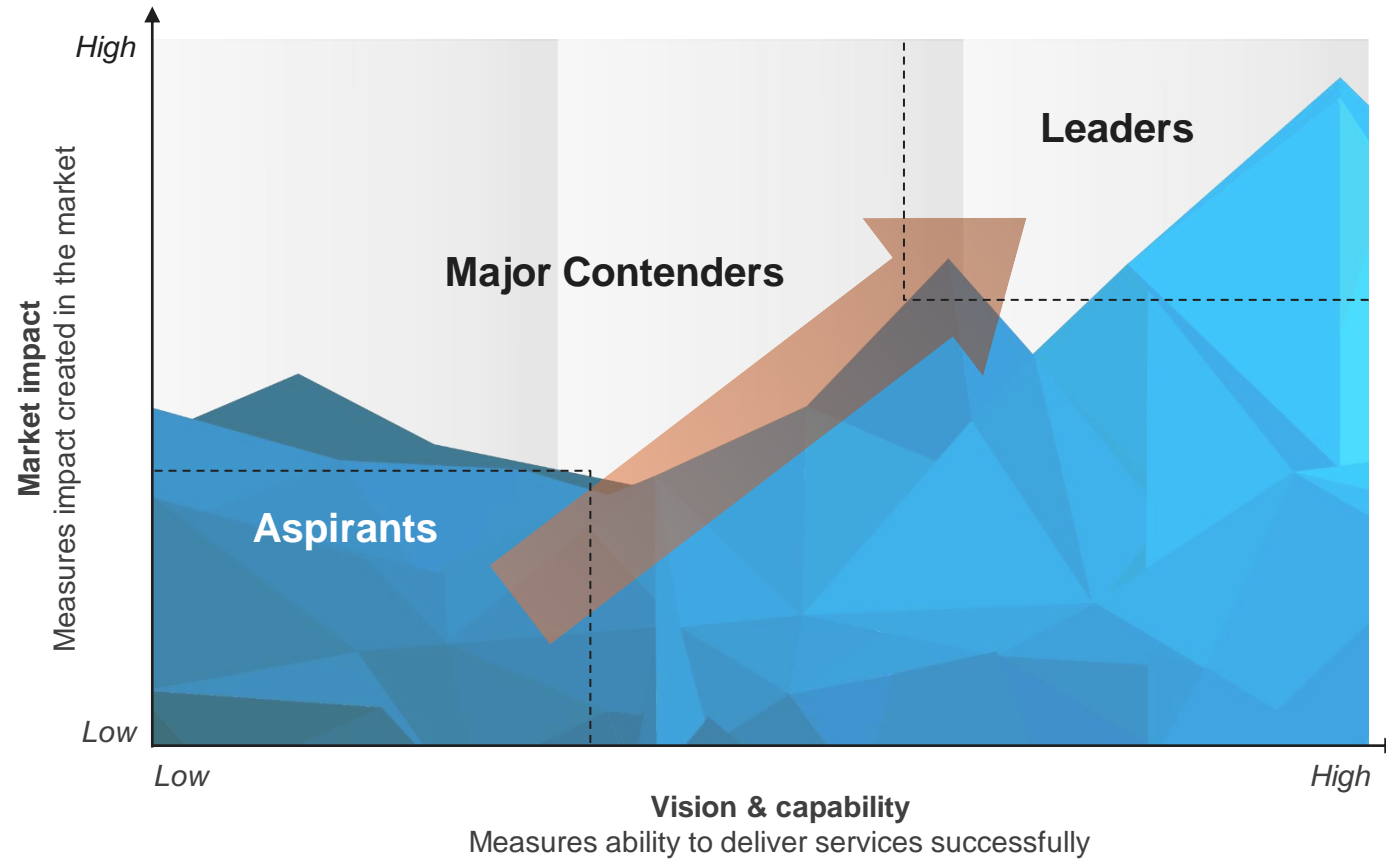 High
Leaders
Major Contenders
Market impact
Measures impact created in the market
Aspirants
Low
Low
High
Vision & capability
Measures ability to deliver services successfully